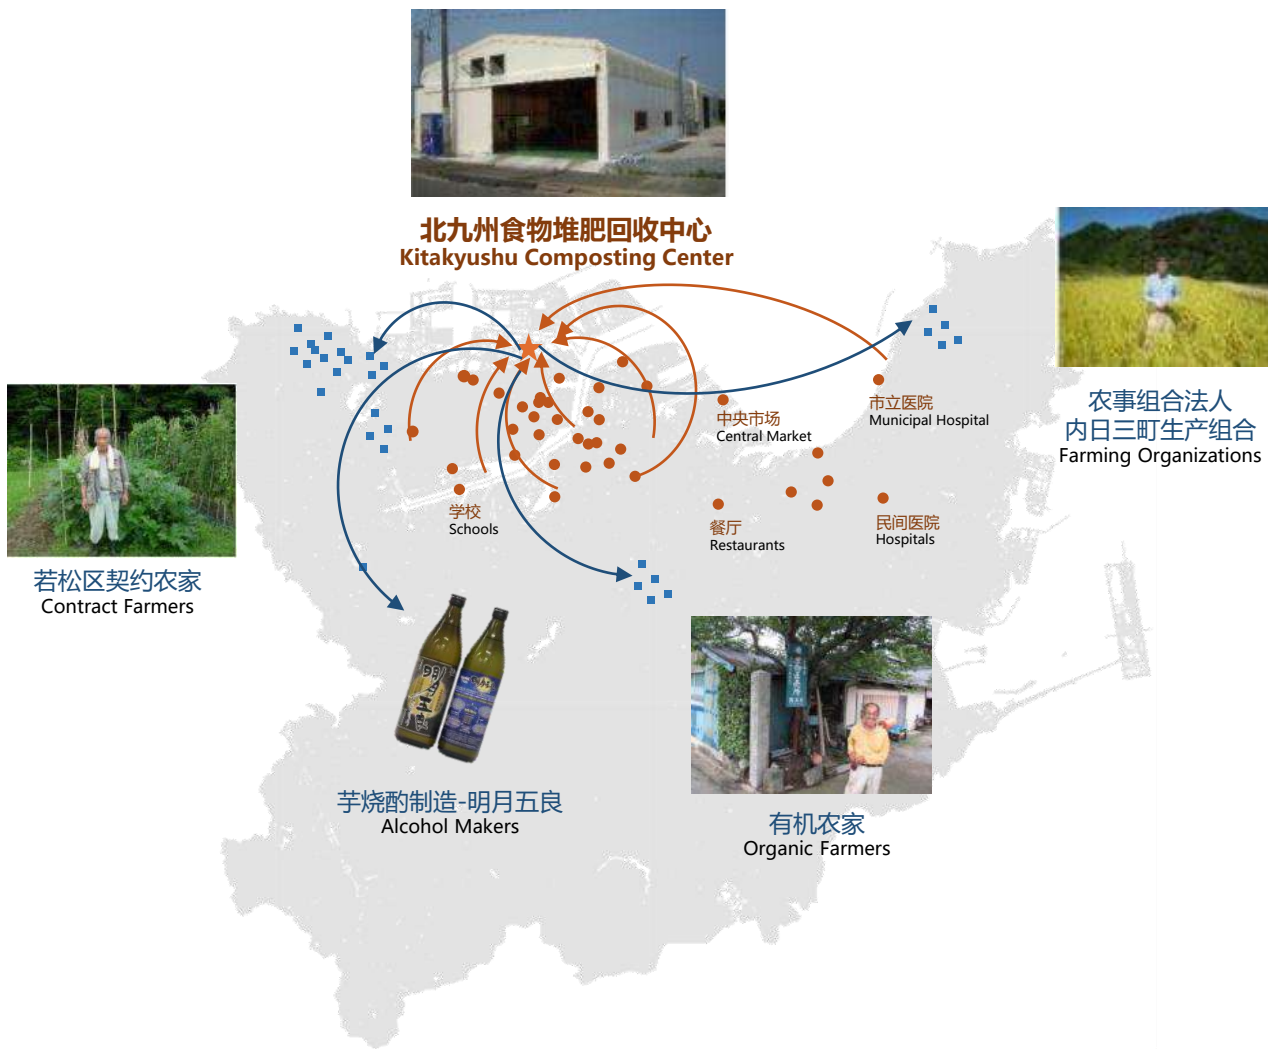 北九州食物堆肥回收中心
Kitakyushu Composting Center
中央市场
Central Market
市立医院
Municipal Hospital
农事组合法人
内日三町生产组合
Farming Organizations
学校
Schools
餐厅
Restaurants
民间医院
Hospitals
若松区契约农家
Contract Farmers
芋烧酌制造-明月五良
Alcohol Makers
有机农家
Organic Farmers